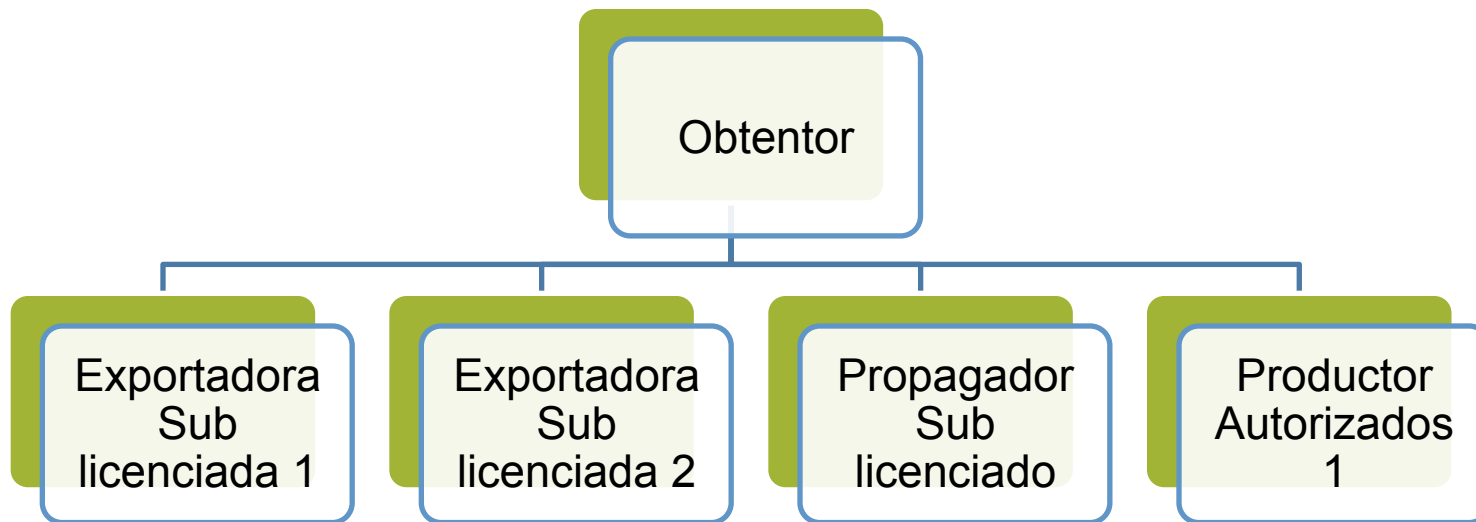 Obtentor
Exportadora
Sub
licenciada 1
Exportadora
Sub
licenciada 2
Propagador
Sub
licenciado
Productor
Autorizados
1